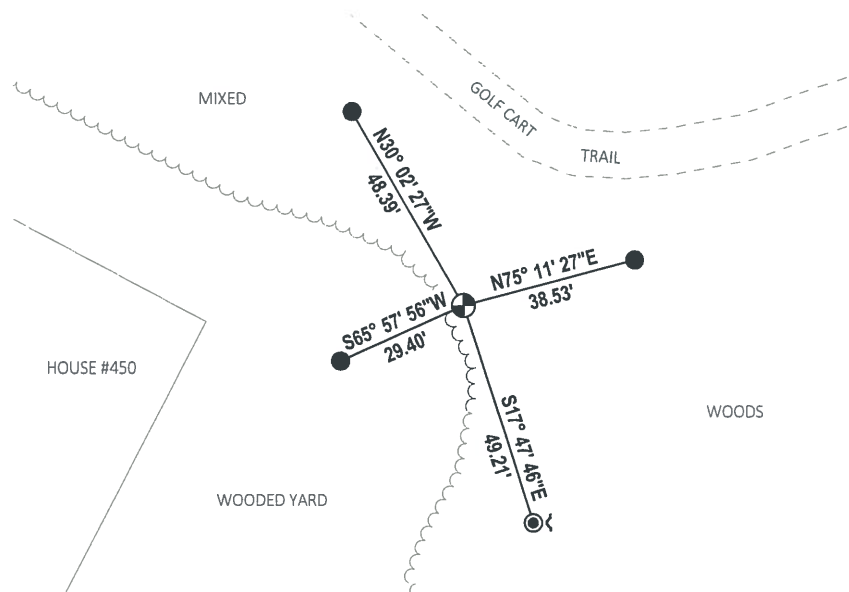 MIXED
GOLF CART
TRAIL
N30° 02' 27"W
48.39'
N75° 11' 27"E
38.53'
S65° 57' 56"W
29.40'
HOUSE #450
S17° 47' 46"E
49.21'
WOODS
WOODED YARD